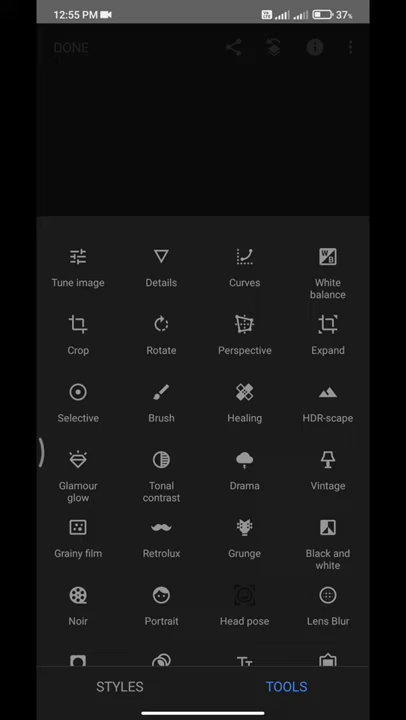 12:55 PM
37%
DONE
Tune image
Details
Curves
White
balance
Crop
Rotate
Perspective
Expand
Selective
Brush
Healing
HDR-scape
Glamour
glow
Tonal
contrast
Drama
Vintage
Grainy film
Retrolux
Grunge
Black and
white
Noir
Portrait
Head pose
Lens Blur
STYLES
TOOLS